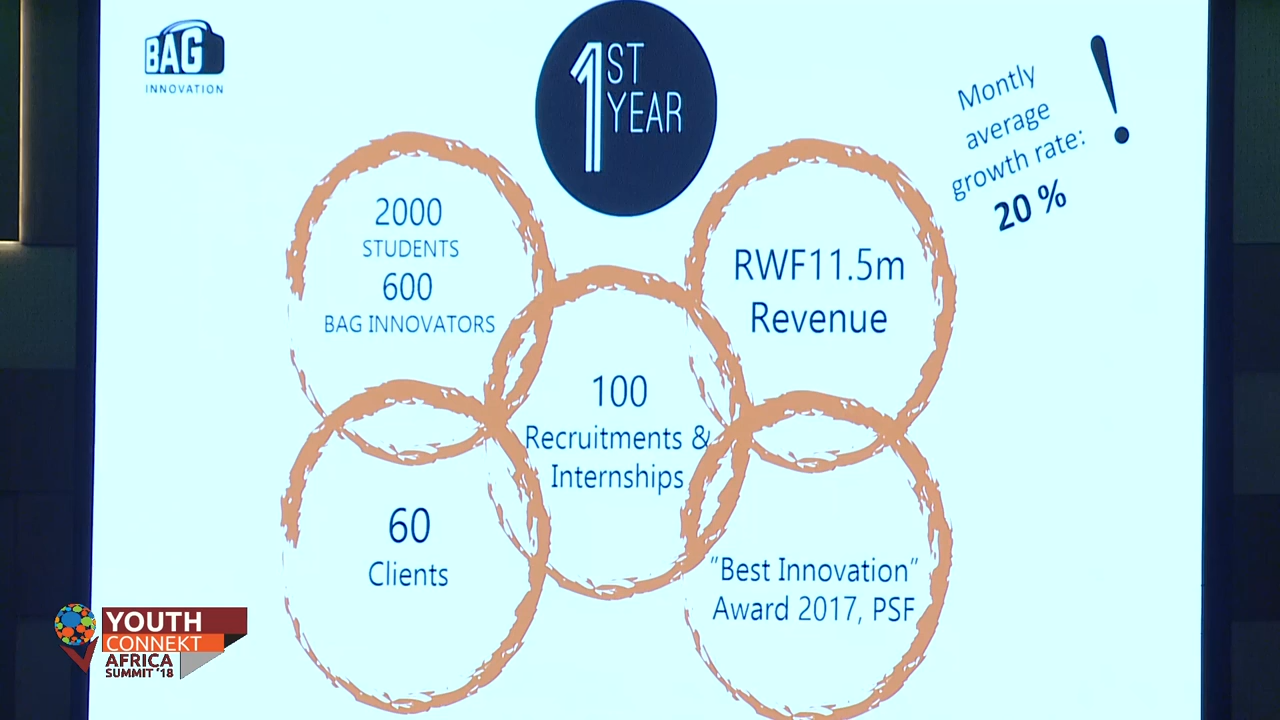 BAG
INNOVATION
1ST
YEAR
Montly
average
growth rate:
20 %
!
2000
STUDENTS
600
BAG INNOVATORS
RWF11.5m
Revenue
100
Recruitments &
Internships
60
Clients
"Best Innovation"
Award 2017, PSF
YOUTH
CONNEKT
AFRICA
SUMMIT '18